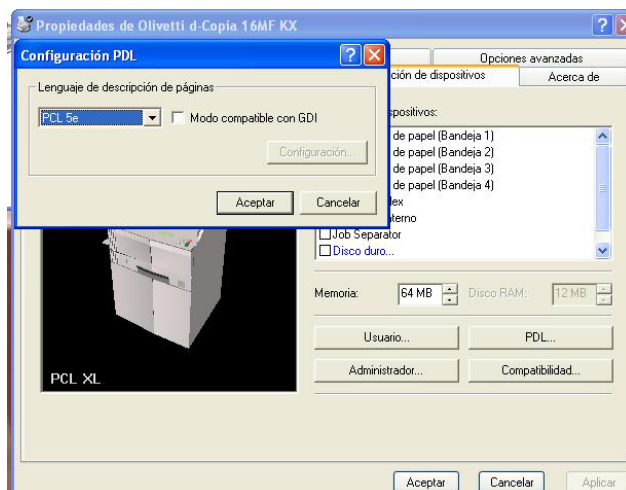 Propiedades de Olivetti d-Copia 16MF KX
Opciones avanzadas
ción de dispositivos
Acerca de
Configuración PDL
Lenguaje de descripción de páginas
PCL 5e
Modo compatible con GDI
Configuración...
Aceptar
Cancelar
spositivos:
de papel (Bandeja 1)
de papel (Bandeja 2)
de papel (Bandeja 3)
de papel (Bandeja 4)
lex
terno
Job Separator
Disco duro...
Memoria: 64 MB Disco RAM: 12 MB
Usuario... PDL...
Administrador... Compatibilidad...
PCL XL
Aceptar Cancelar Aplicar